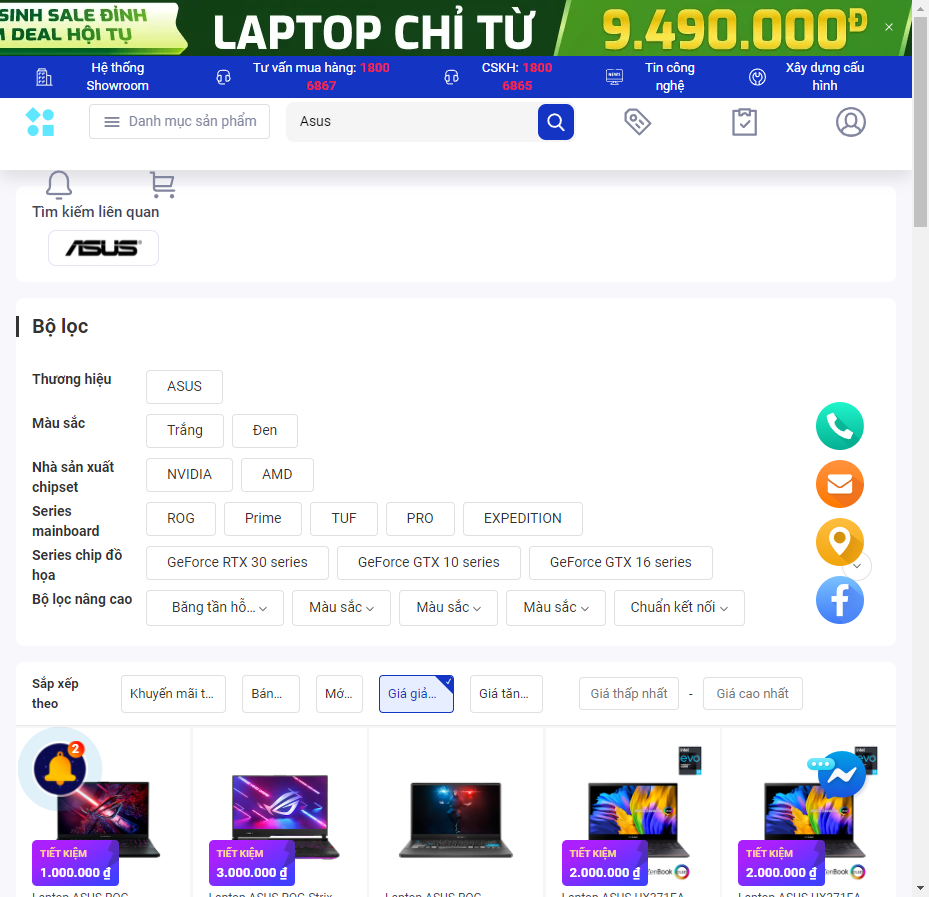 SINH SALE ĐỈNH
DEAL HỘI TỤ
LAPTOP CHỈ TỪ
9.490.000Đ
Hệ thống
Showroom
Tư vấn mua hàng: 1800
6867
CSKH: 1800
6865
NEWS
Tin công
nghệ
Xây dựng cấu
hình
Danh mục sản phẩm
Asus
Tìm kiếm liên quan
ASUS
Bộ lọc
Thương hiệu
ASUS
Màu sắc
Trắng
Đen
Nhà sản xuất
chipset
NVIDIA
AMD
Series
mainboard
ROG
Prime
TUF
PRO
EXPEDITION
Series chip đồ
họa
GeForce RTX 30 series
GeForce GTX 10 series
GeForce GTX 16 series
Bộ lọc nâng cao
Băng tần hỗ...
Màu sắc
Màu sắc
Màu sắc
Chuẩn kết nối
Sắp xếp
theo
Khuyến mãi t...
Bán...
Mớ...
Giá giả...
Giá tăn...
Giá thấp nhất
-
Giá cao nhất
2
evo
evo
TIẾT KIỆM
1.000.000 ₫
TIẾT KIỆM
3.000.000 ₫
TIẾT KIỆM
2.000.000 ₫
ZenBook
TIẾT KIỆM
2.000.000 ₫
ZenBook
Laptop ASUS ROG
Laptop ASUS ROG Strix
Laptop ASUS ROG
Laptop ASUS UX371EA
Laptop ASUS UX371EA